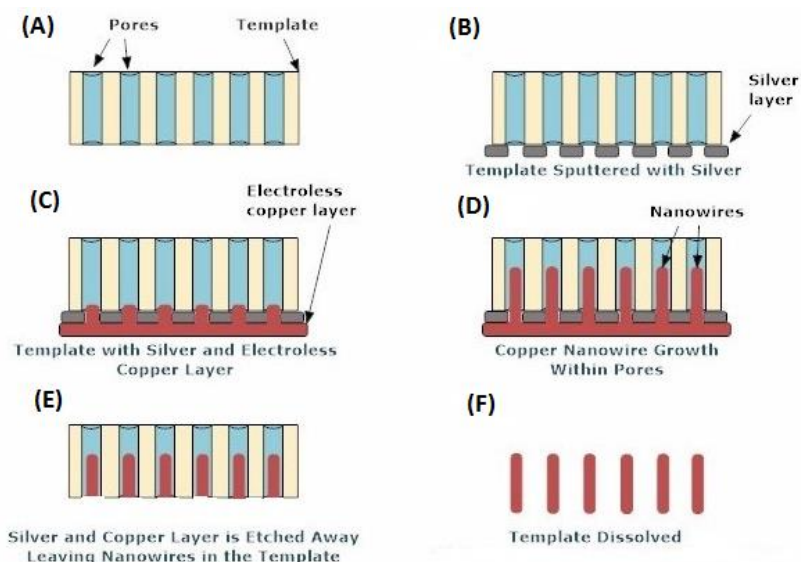 (A)
Pores
Template
(B)
Silver
layer
Template Sputtered with Silver
(C)
Electroless
copper layer
Template with Silver and Electroless
Copper Layer
(D)
Nanowires
Copper Nanowire Growth
Within Pores
(E)
Silver and Copper Layer is Etched Away
Leaving Nanowires in the Template
(F)
Template Dissolved